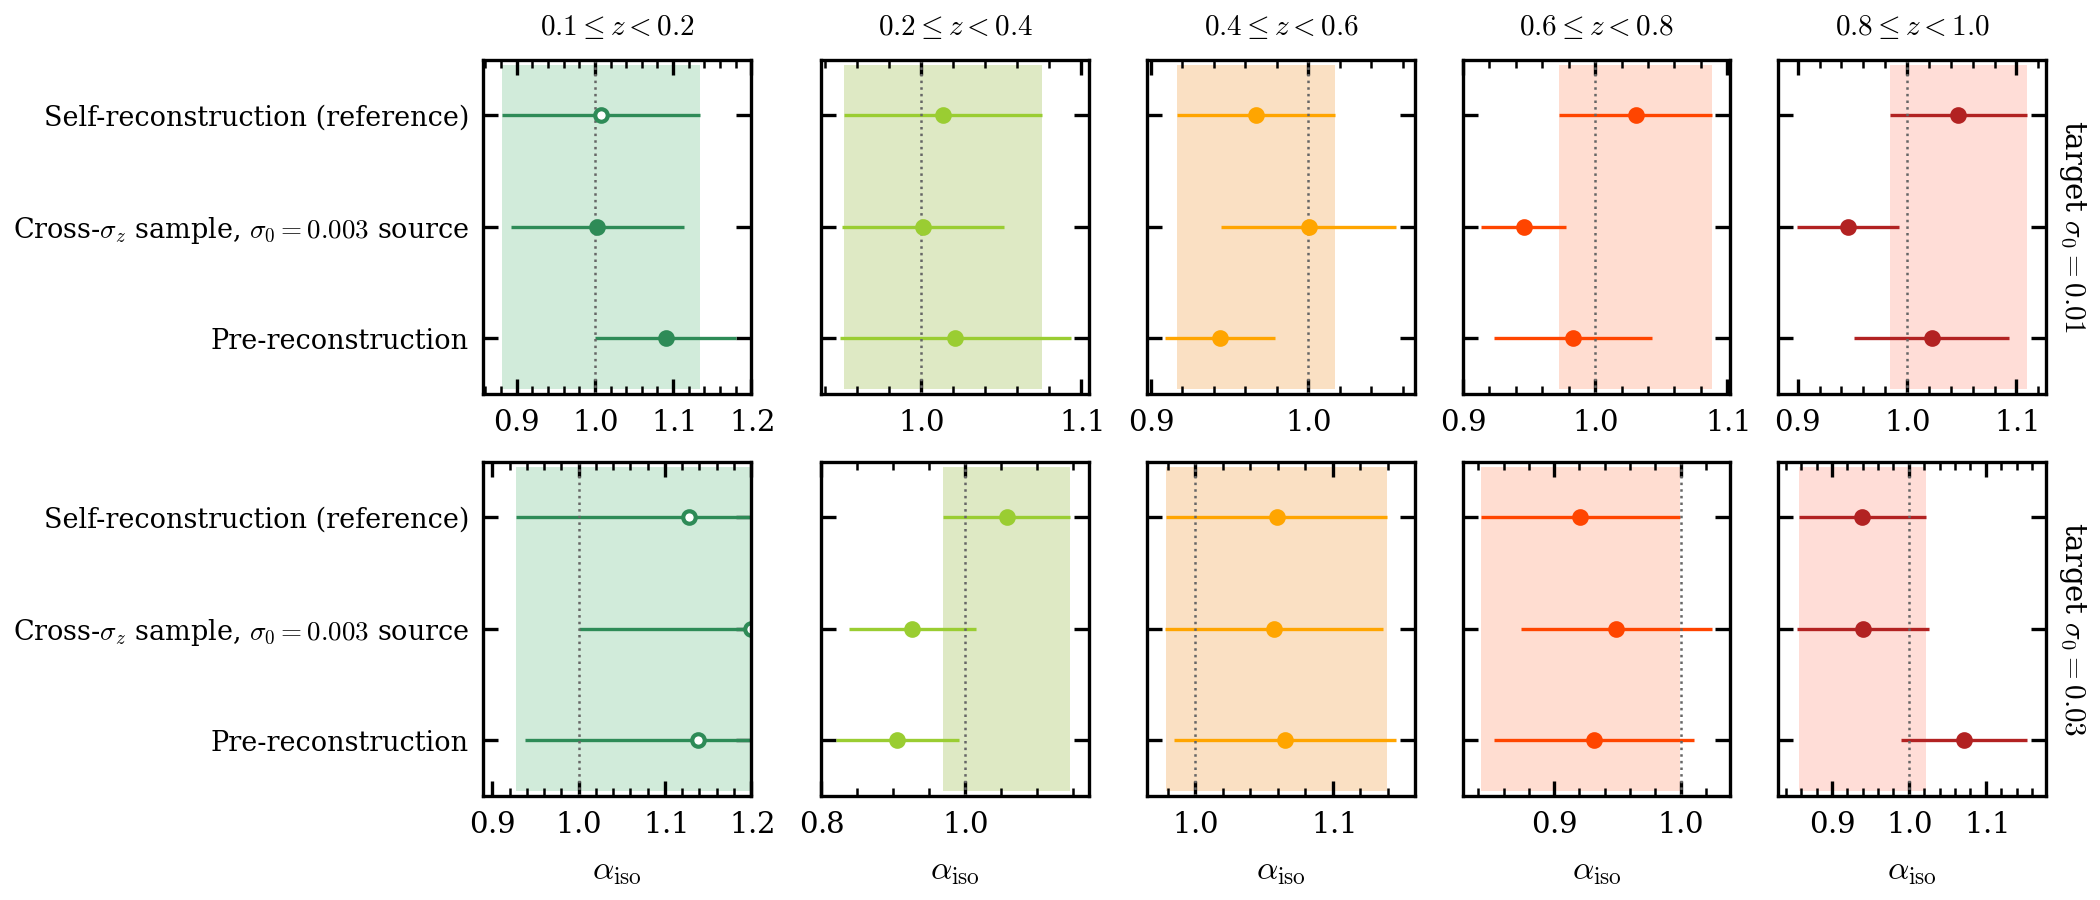 0.1 ≤ z < 0.2
0.2 ≤ z < 0.4
0.4 ≤ z < 0.6
0.6 ≤ z < 0.8
0.8 ≤ z < 1.0
Self-reconstruction (reference)
Cross-σz sample, σ0 = 0.003 source
Pre-reconstruction
0.9 1.0 1.1 1.2
1.0 1.1
0.9 1.0
0.9 1.0 1.1
0.9 1.0 1.1
target σ0 = 0.01
Self-reconstruction (reference)
Cross-σz sample, σ0 = 0.003 source
Pre-reconstruction
0.9 1.0 1.1 1.2
0.8 1.0
1.0 1.1
0.9 1.0
0.9 1.0 1.1
target σ0 = 0.03
αiso
αiso
αiso
αiso
αiso